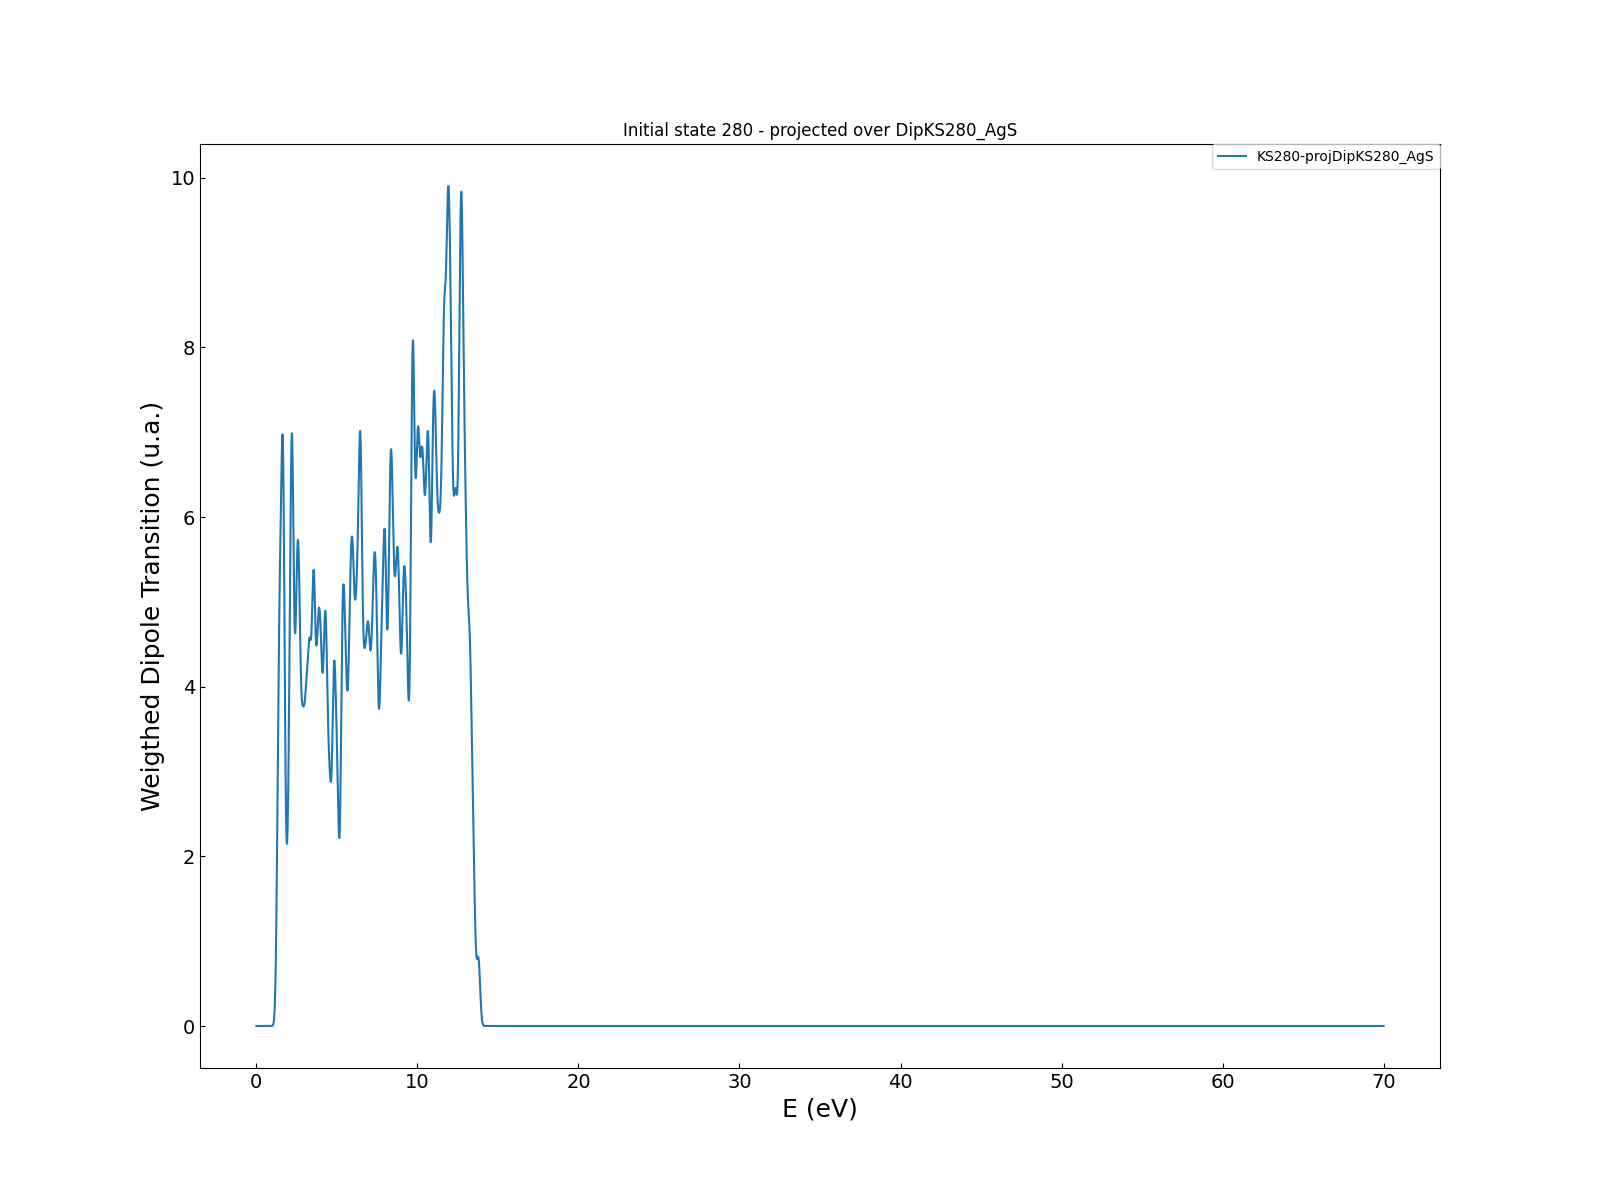 Initial state 280 - projected over DipKS280_AgS
KS280-projDipKS280_AgS
Weigthed Dipole Transition (u.a.)
10
8
6
4
2
0
0 10 20 30 40 50 60 70
E (eV)